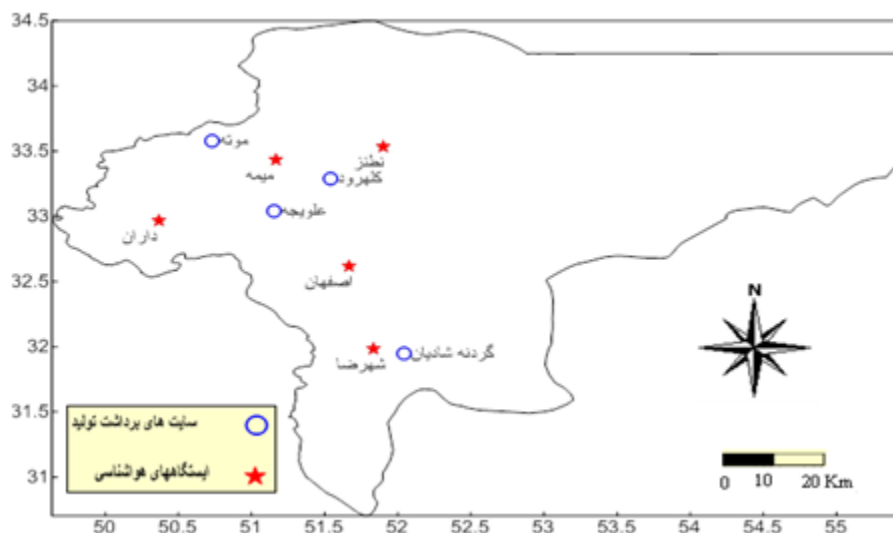 34.5
34
33.5
33
32.5
32
31.5
31
موته
میمه
نطنز
کلهرود
علویجه
داران
اصفهان
شهرضا
گردنه شادیان
N
سایت های برداشت تولید
ایستگاههای هواشناسی
0 10 20 Km
50 50.5 51 51.5 52 52.5 53 53.5 54 54.5 55